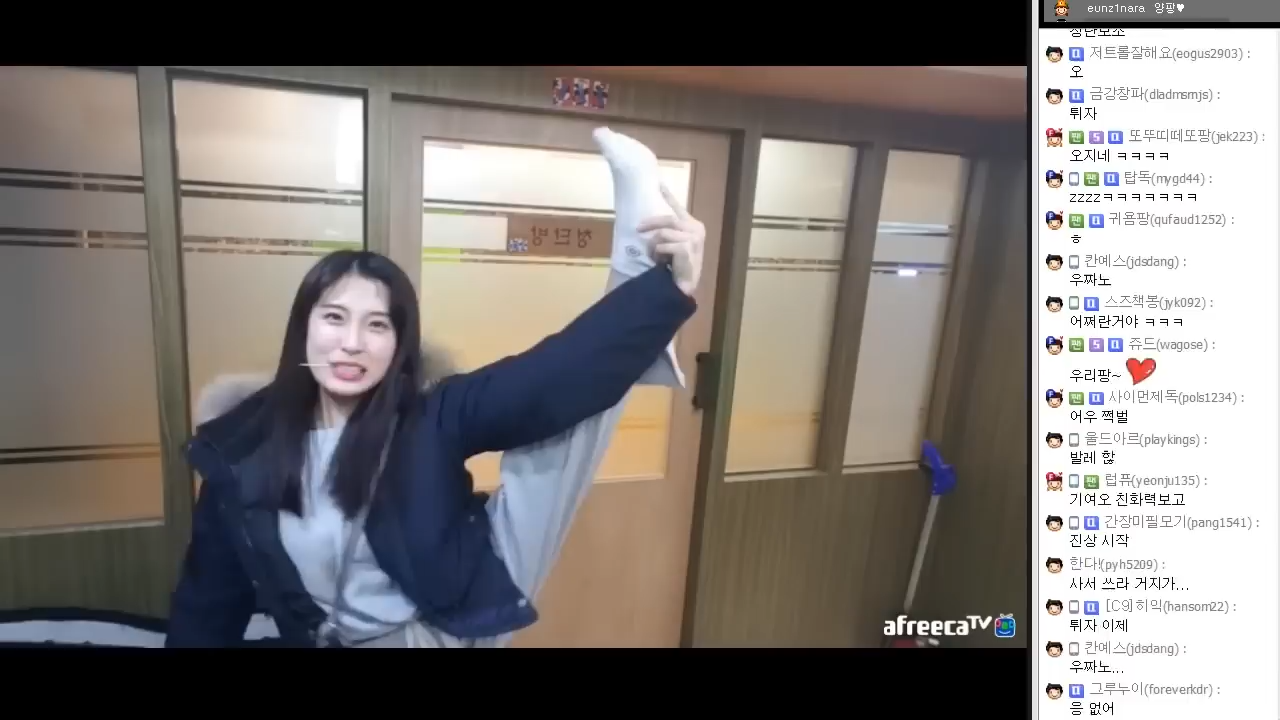 eunz1nara 양팡♥
청단방
afreecaTV
저트롤잘해요(eogus2903) :
오
금강창파(dladmsmjs) :
튀자
또뚜띠떼또팡(jek223) :
오지네 ㅋㅋㅋㅋ
탑독(mygd44) :
zzzzㅋㅋㅋㅋㅋㅋㅋ
귀욤팡(qufaud1252) :
ㅎ
칸예스(jdsdang) :
우짜노
스즈책봉(jyk092) :
어쩌란거야 ㅋㅋㅋ
쥬드(wagose) :
우리팡~
사이먼제독(pols1234) :
어우 쩍벌
울드아르(playkings) :
발레 핞
럽퓨(yeonju135) :
기여오 친화력보고
간장미필모기(pang1541) :
진상 시작
한다!(pyh5209) :
사서 쓰라 거지가...
[C9]히익(hansom22) :
튀자 이제
칸예스(jdsdang) :
우짜노...
그루누이(foreverkdr) :
응 없어